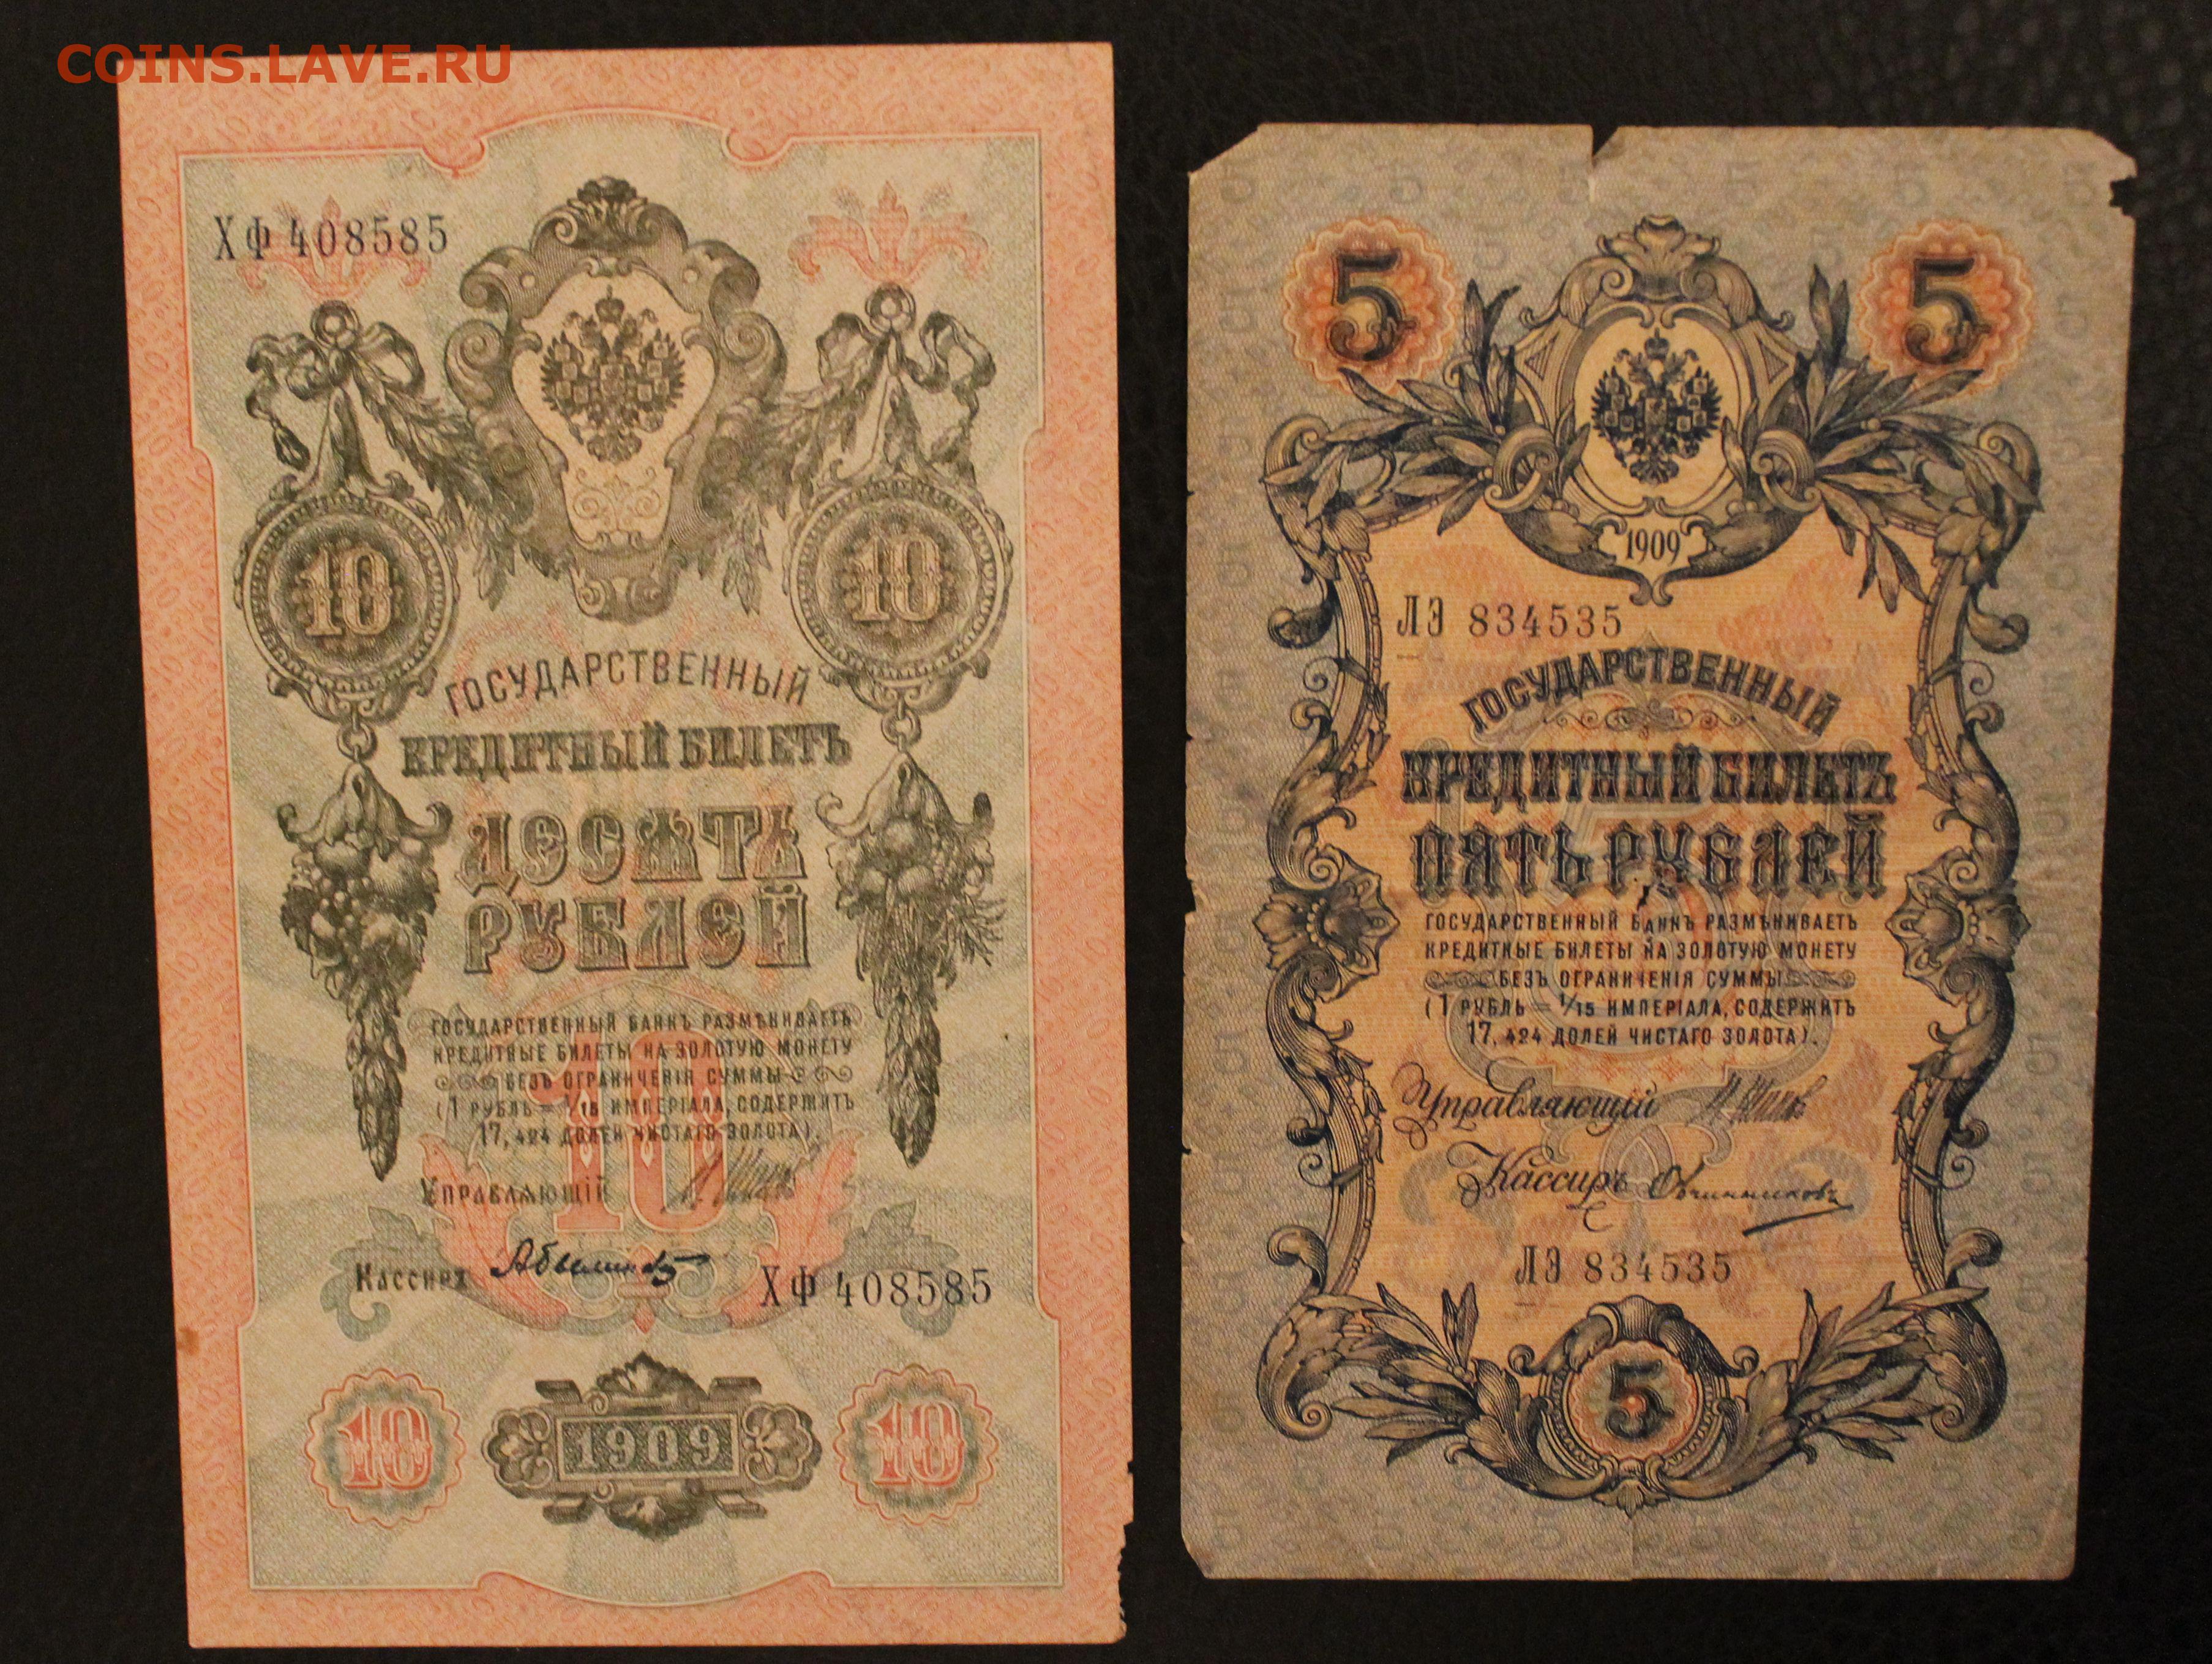 COINS.LAVE.RU
ХФ 408585
10 10
ГОСУДАРСТВЕННЫЙ
КРЕДИТНЫЙ БИЛЕТЪ
ДЕСЯТЬ
РУБЛЕЙ
ГОСУДАРСТВЕННЫЙ БАНКЪ РАЗМѢНИВАЕТЪ
КРЕДИТНЫЕ БИЛЕТЫ НА ЗОЛОТУЮ МОНЕТУ
БЕЗЪ ОГРАНИЧЕНІЯ СУММЫ
(1 РУБЛЬ = 1/15 ИМПЕРІАЛА, СОДЕРЖИТЪ
17,424 ДОЛЕЙ ЧИСТАГО ЗОЛОТА).
10
УПРАВЛЯЮЩІЙ
КАССИРЪ
ХФ 408585
10 1909 10
5 5
1909
ЛЭ 834535
ГОСУДАРСТВЕННЫЙ
КРЕДИТНЫЙ БИЛЕТЪ
ПЯТЬ РУБЛЕЙ
ГОСУДАРСТВЕННЫЙ БАНКЪ РАЗМѢНИВАЕТЪ
КРЕДИТНЫЕ БИЛЕТЫ НА ЗОЛОТУЮ МОНЕТУ
БЕЗЪ ОГРАНИЧЕНІЯ СУММЫ
(1 РУБЛЬ = 1/15 ИМПЕРІАЛА, СОДЕРЖИТЪ
17,424 ДОЛЕЙ ЧИСТАГО ЗОЛОТА).
Управляющій
Кассиръ Овчинниковъ
ЛЭ 834535
5